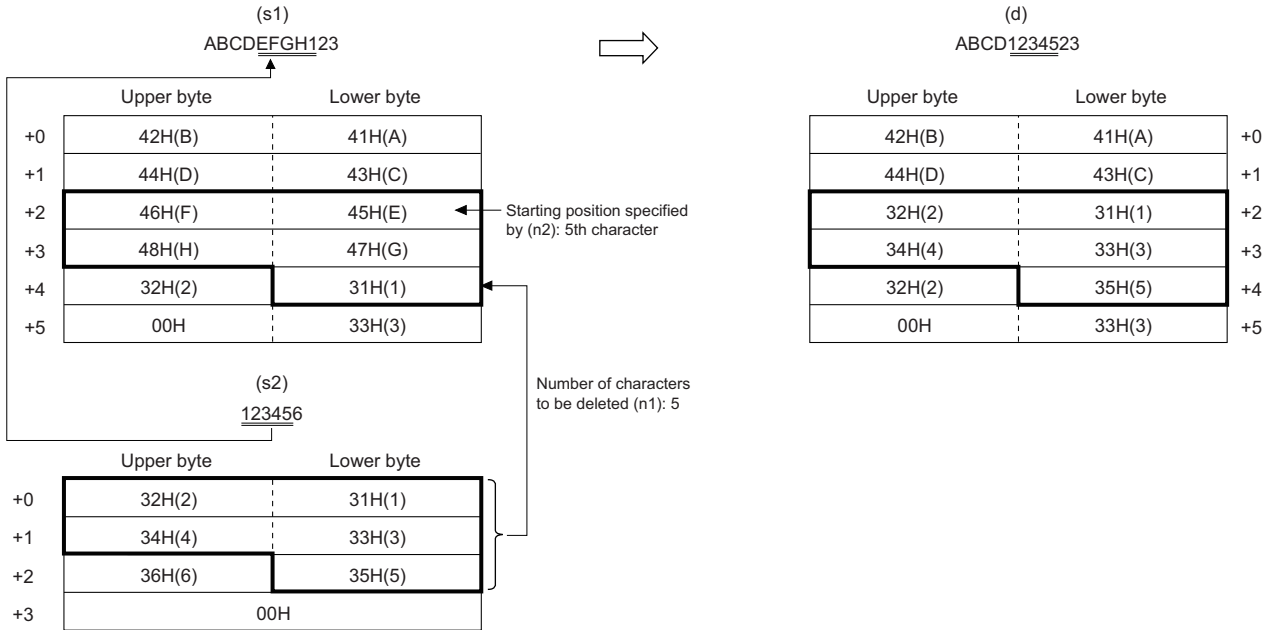 (s1)
ABCDEFGH123
Upper byte Lower byte
+0 42H(B) 41H(A)
+1 44H(D) 43H(C)
+2 46H(F) 45H(E)
+3 48H(H) 47H(G)
+4 32H(2) 31H(1)
+5 00H 33H(3)
Starting position specified
by (n2): 5th character
Number of characters
to be deleted (n1): 5
(s2)
123456
Upper byte Lower byte
+0 32H(2) 31H(1)
+1 34H(4) 33H(3)
+2 36H(6) 35H(5)
+3 00H
(d)
ABCD1234523
Upper byte Lower byte
42H(B) 41H(A) +0
44H(D) 43H(C) +1
32H(2) 31H(1) +2
34H(4) 33H(3) +3
32H(2) 35H(5) +4
00H 33H(3) +5